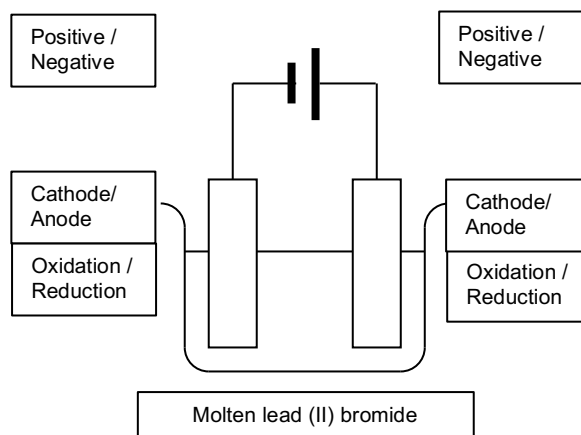 Positive /
Negative
Positive /
Negative
Cathode/
Anode
Oxidation /
Reduction
Cathode/
Anode
Oxidation /
Reduction
Molten lead (II) bromide